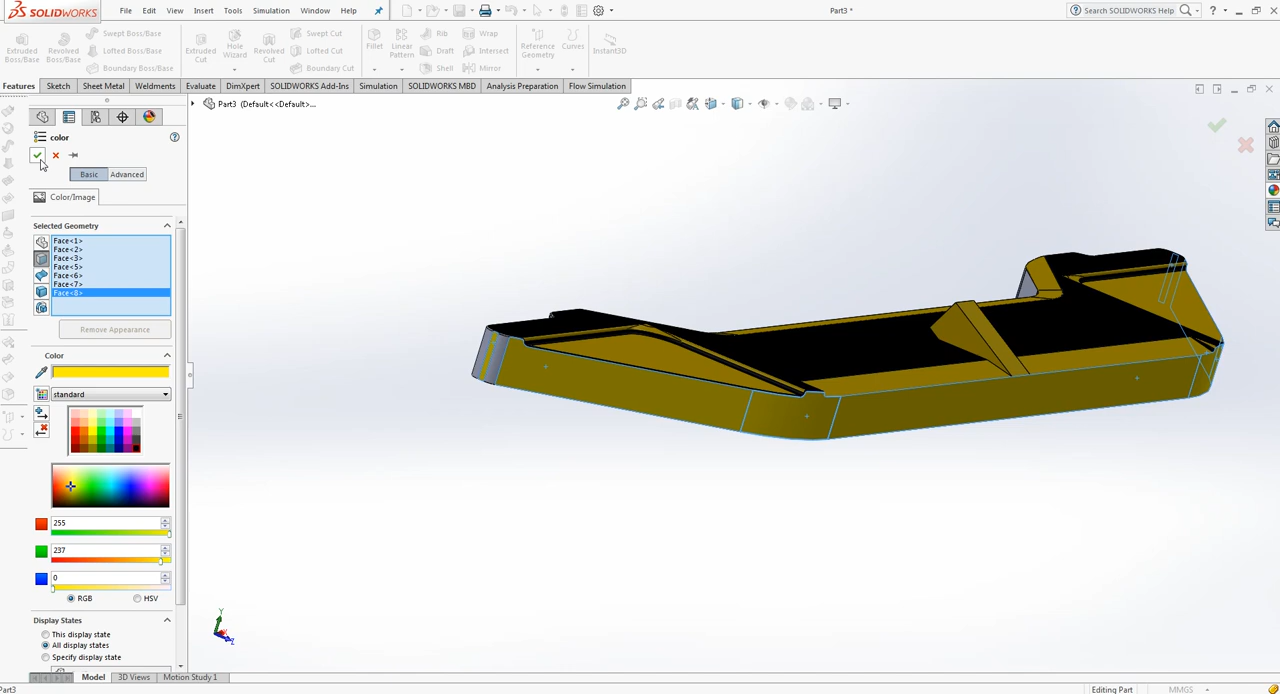 SOLIDWORKS
File Edit View Insert Tools Simulation Window Help
Part3 *
Search SOLIDWORKS Help
Extruded Boss/Base
Revolved Boss/Base
Swept Boss/Base
Lofted Boss/Base
Boundary Boss/Base
Extruded Cut
Hole Wizard
Revolved Cut
Swept Cut
Lofted Cut
Boundary Cut
Fillet
Linear Pattern
Rib
Draft
Shell
Wrap
Intersect
Mirror
Reference Geometry
Curves
Instant3D
Features Sketch Sheet Metal Weldments Evaluate DimXpert SOLIDWORKS Add-Ins Simulation SOLIDWORKS MBD Analysis Preparation Flow Simulation
Part3 (Default<<Default>...
color
Basic Advanced
Color/Image
Selected Geometry
Face<1>
Face<2>
Face<3>
Face<5>
Face<6>
Face<7>
Face<8>
Remove Appearance
Color
standard
255
237
0
RGB HSV
Display States
This display state
All display states
Specify display state
Y
Z
Model 3D Views Motion Study 1
Part3
Editing Part
MMGS